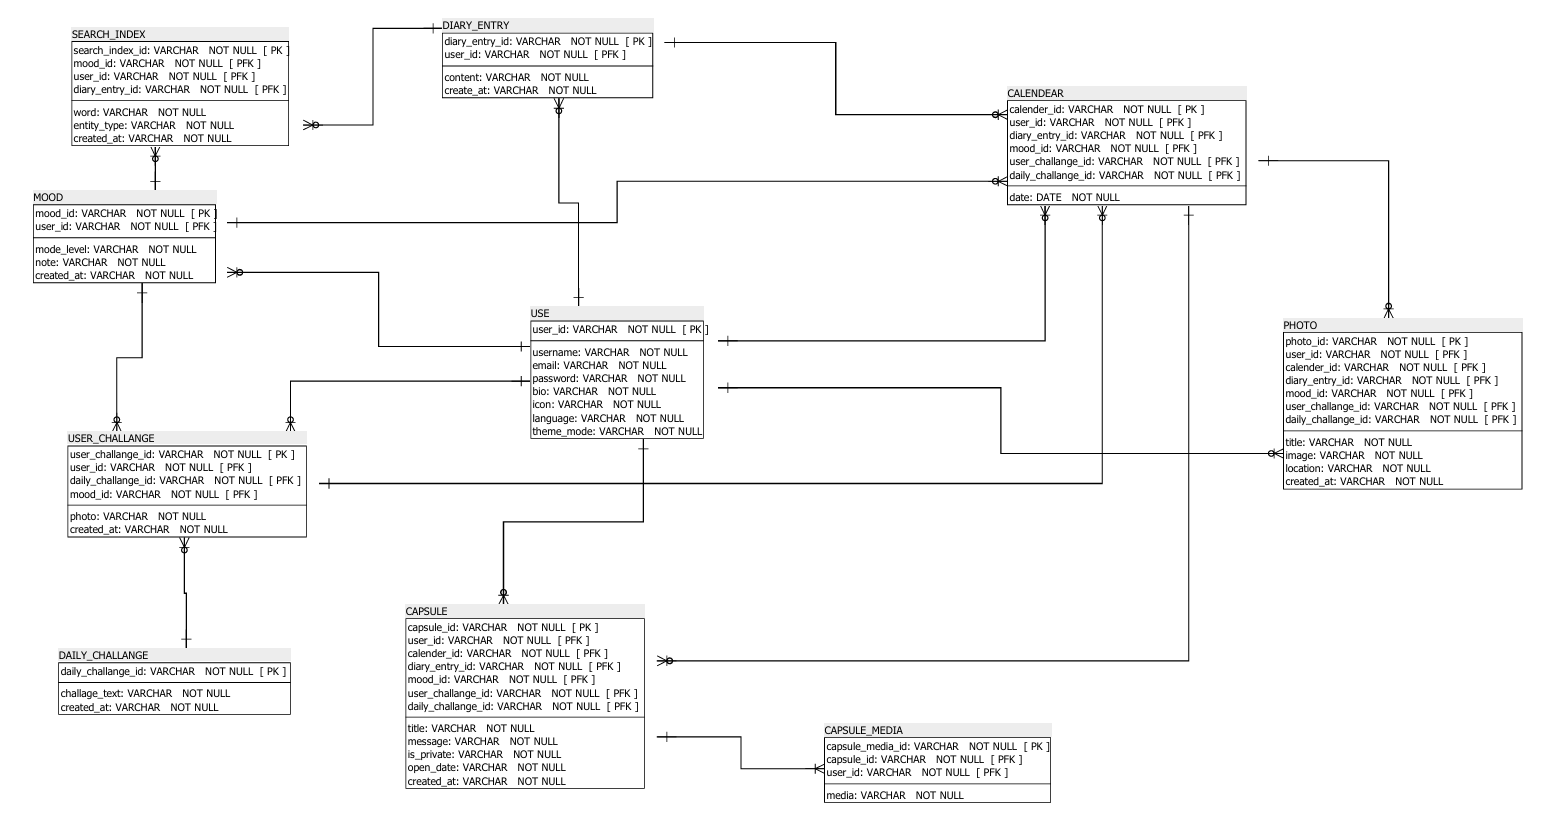 SEARCH_INDEX
search_index_id: VARCHAR NOT NULL [ PK ]
mood_id: VARCHAR NOT NULL [ PFK ]
user_id: VARCHAR NOT NULL [ PFK ]
diary_entry_id: VARCHAR NOT NULL [ PFK ]
word: VARCHAR NOT NULL
entity_type: VARCHAR NOT NULL
created_at: VARCHAR NOT NULL
DIARY_ENTRY
diary_entry_id: VARCHAR NOT NULL [ PK ]
user_id: VARCHAR NOT NULL [ PFK ]
content: VARCHAR NOT NULL
create_at: VARCHAR NOT NULL
CALENDEAR
calender_id: VARCHAR NOT NULL [ PK ]
user_id: VARCHAR NOT NULL [ PFK ]
diary_entry_id: VARCHAR NOT NULL [ PFK ]
mood_id: VARCHAR NOT NULL [ PFK ]
user_challange_id: VARCHAR NOT NULL [ PFK ]
daily_challange_id: VARCHAR NOT NULL [ PFK ]
date: DATE NOT NULL
MOOD
mood_id: VARCHAR NOT NULL [ PK ]
user_id: VARCHAR NOT NULL [ PFK ]
mode_level: VARCHAR NOT NULL
note: VARCHAR NOT NULL
created_at: VARCHAR NOT NULL
USE
user_id: VARCHAR NOT NULL [ PK ]
username: VARCHAR NOT NULL
email: VARCHAR NOT NULL
password: VARCHAR NOT NULL
bio: VARCHAR NOT NULL
icon: VARCHAR NOT NULL
language: VARCHAR NOT NULL
theme_mode: VARCHAR NOT NULL
PHOTO
photo_id: VARCHAR NOT NULL [ PK ]
user_id: VARCHAR NOT NULL [ PFK ]
calender_id: VARCHAR NOT NULL [ PFK ]
diary_entry_id: VARCHAR NOT NULL [ PFK ]
mood_id: VARCHAR NOT NULL [ PFK ]
user_challange_id: VARCHAR NOT NULL [ PFK ]
daily_challange_id: VARCHAR NOT NULL [ PFK ]
title: VARCHAR NOT NULL
image: VARCHAR NOT NULL
location: VARCHAR NOT NULL
created_at: VARCHAR NOT NULL
USER_CHALLANGE
user_challange_id: VARCHAR NOT NULL [ PK ]
user_id: VARCHAR NOT NULL [ PFK ]
daily_challange_id: VARCHAR NOT NULL [ PFK ]
mood_id: VARCHAR NOT NULL [ PFK ]
photo: VARCHAR NOT NULL
created_at: VARCHAR NOT NULL
DAILY_CHALLANGE
daily_challange_id: VARCHAR NOT NULL [ PK ]
challage_text: VARCHAR NOT NULL
created_at: VARCHAR NOT NULL
CAPSULE
capsule_id: VARCHAR NOT NULL [ PK ]
user_id: VARCHAR NOT NULL [ PFK ]
calender_id: VARCHAR NOT NULL [ PFK ]
diary_entry_id: VARCHAR NOT NULL [ PFK ]
mood_id: VARCHAR NOT NULL [ PFK ]
user_challange_id: VARCHAR NOT NULL [ PFK ]
daily_challange_id: VARCHAR NOT NULL [ PFK ]
title: VARCHAR NOT NULL
message: VARCHAR NOT NULL
is_private: VARCHAR NOT NULL
open_date: VARCHAR NOT NULL
created_at: VARCHAR NOT NULL
CAPSULE_MEDIA
capsule_media_id: VARCHAR NOT NULL [ PK ]
capsule_id: VARCHAR NOT NULL [ PFK ]
user_id: VARCHAR NOT NULL [ PFK ]
media: VARCHAR NOT NULL